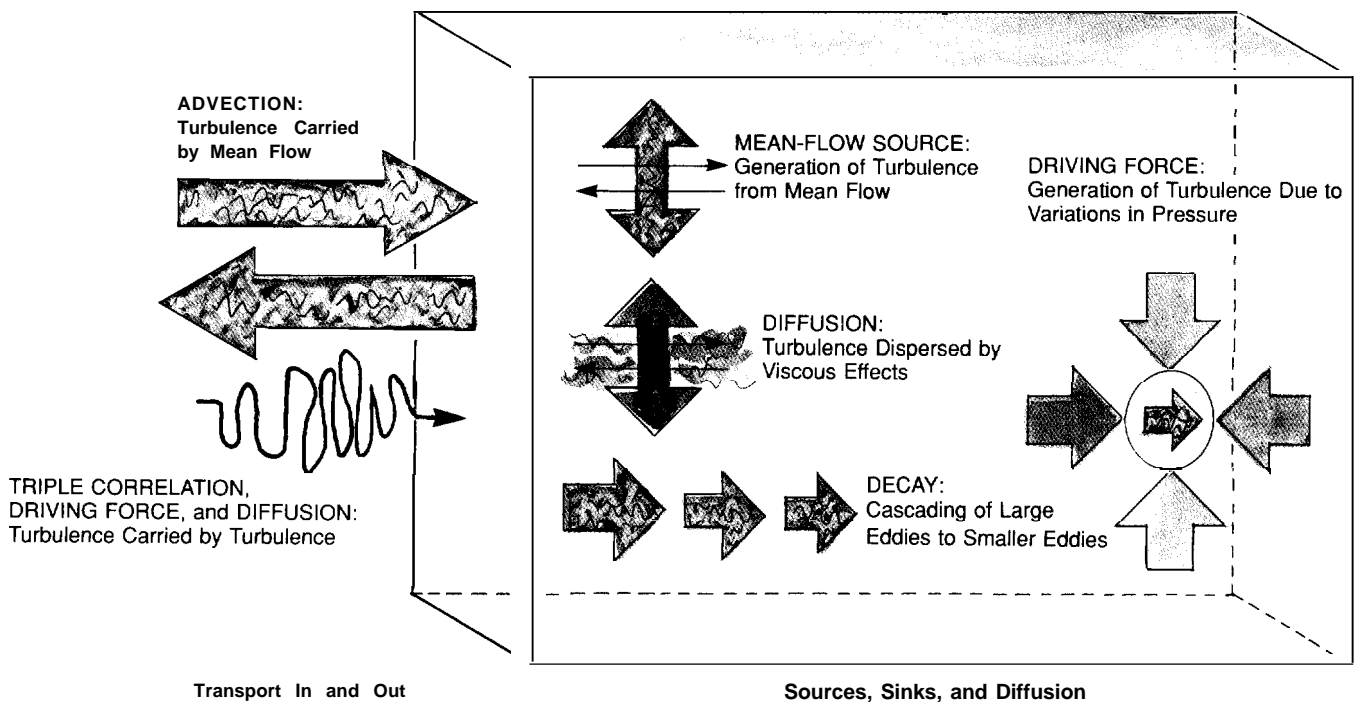 ADVECTION:
Turbulence Carried
by Mean Flow
TRIPLE CORRELATION,
DRIVING FORCE, and DIFFUSION:
Turbulence Carried by Turbulence
MEAN-FLOW SOURCE:
Generation of Turbulence
from Mean Flow
DIFFUSION:
Turbulence Dispersed by
Viscous Effects
DECAY:
Cascading of Large
Eddies to Smaller Eddies
DRIVING FORCE:
Generation of Turbulence Due to
Variations in Pressure
Transport In and Out
Sources, Sinks, and Diffusion